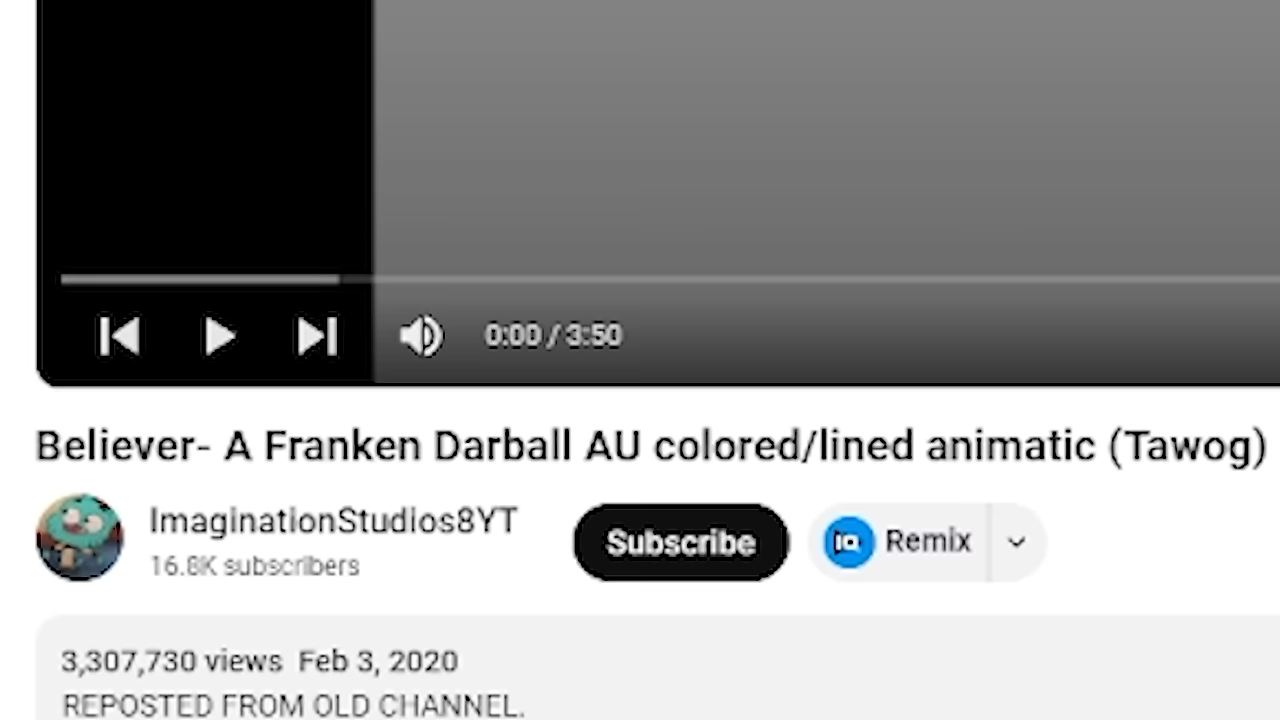 0:00 / 3:50
Believer- A Franken Darball AU colored/lined animatic (Tawog)
ImaginationStudios8YT
16.8K subscribers
Subscribe
IQ
Remix
3,307,730 views Feb 3, 2020
REPOSTED FROM OLD CHANNEL.